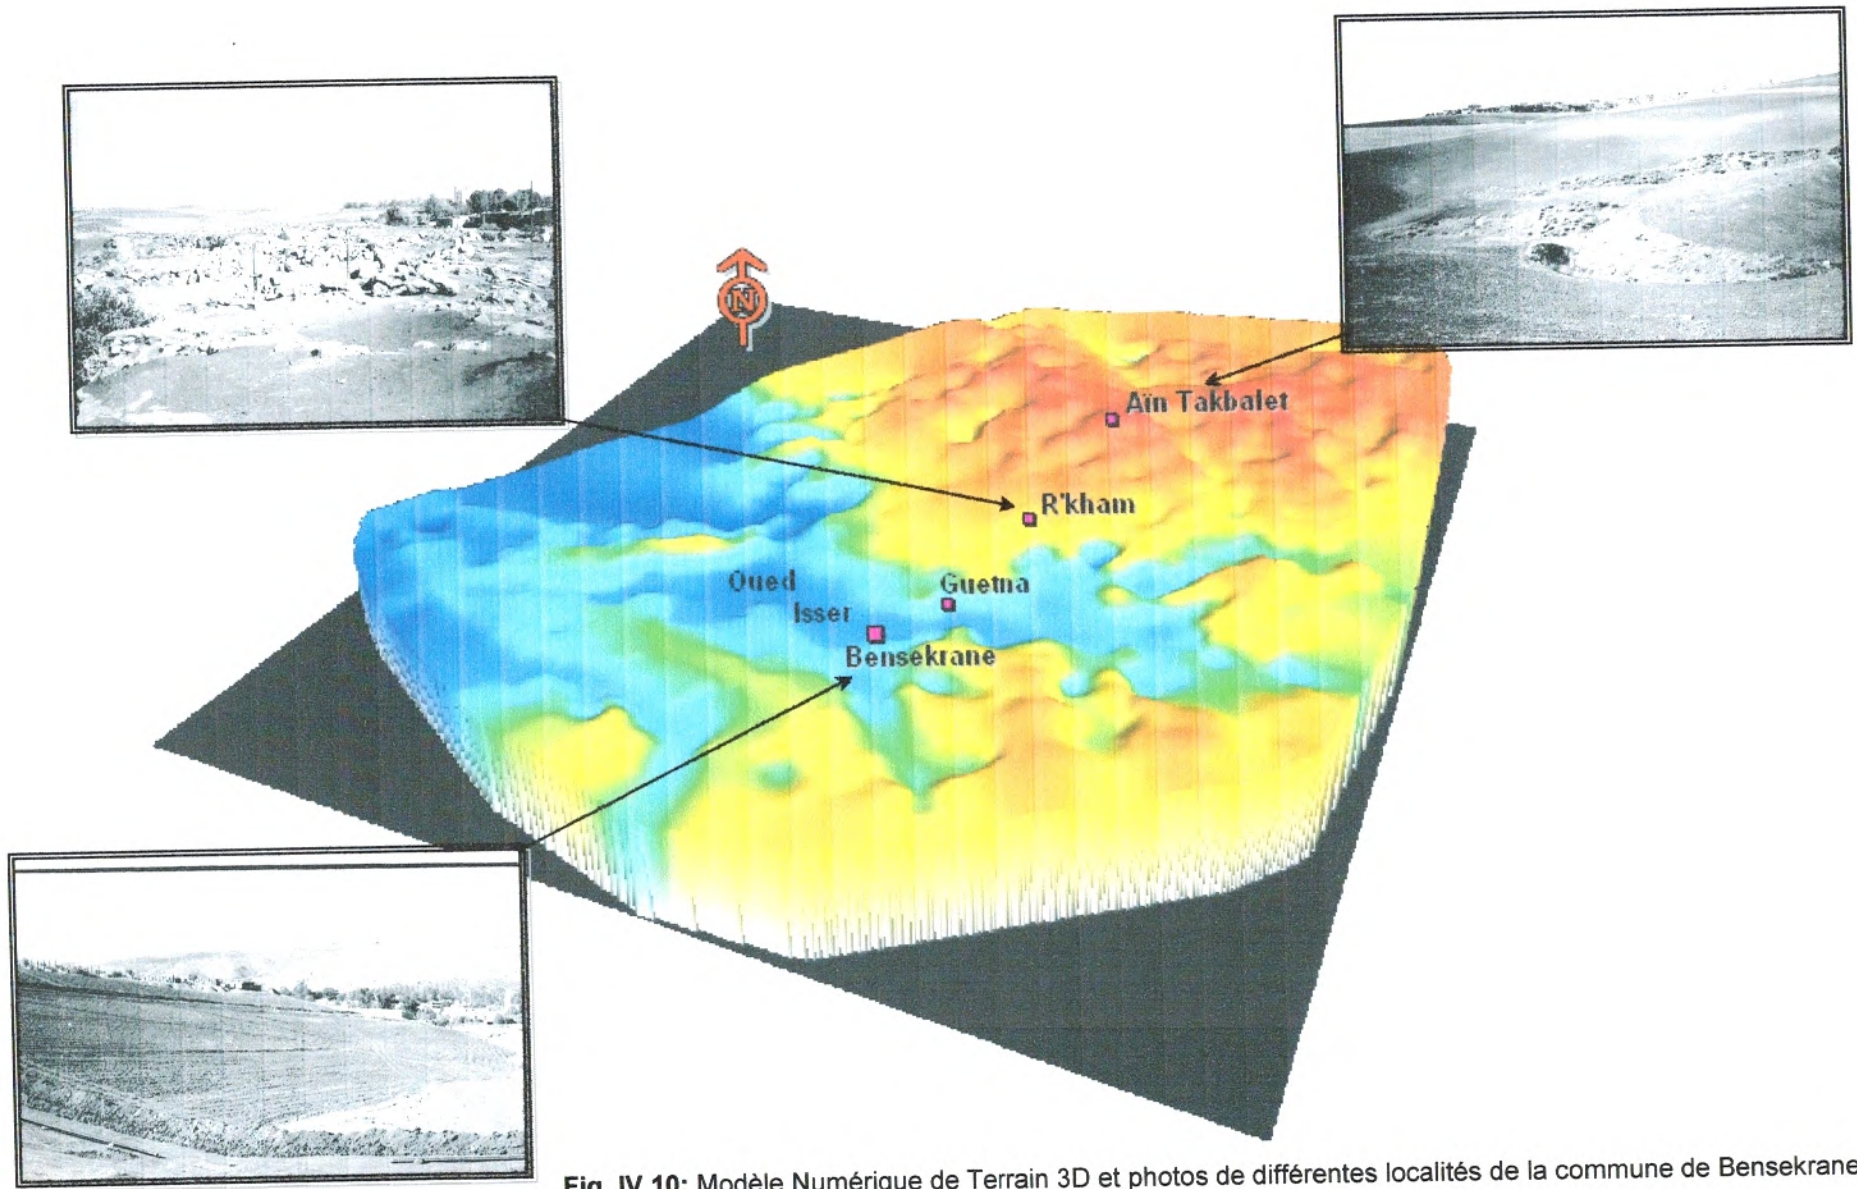 N
Aïn Takbalet
R'kham
Oued
Isser
Guetna
Bensekrane
Fig. IV.10: Modèle Numérique de Terrain 3D et photos de différentes localités de la commune de Bensekrane